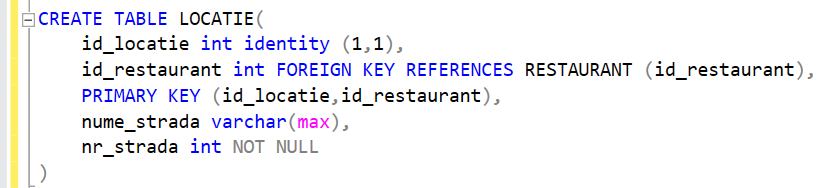 CREATE TABLE LOCATIE(
id_locatie int identity (1,1),
id_restaurant int FOREIGN KEY REFERENCES RESTAURANT (id_restaurant),
PRIMARY KEY (id_locatie,id_restaurant),
nume_strada varchar(max),
nr_strada int NOT NULL
)